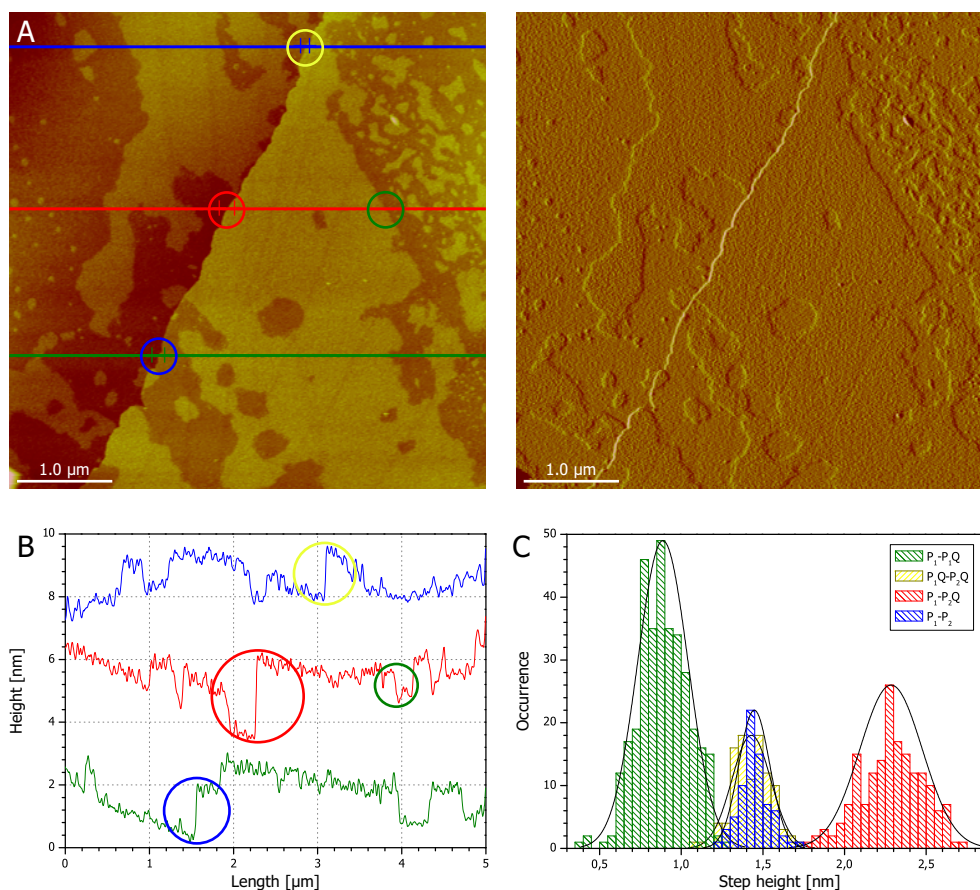 A
1.0 µm
1.0 µm
B
10
8
6
4
2
0
Height [nm]
0
1
2
3
4
5
Length [µm]
C
50
40
30
20
10
0
Occurrence
P₁-P₁Q
P₁Q-P₂Q
P₁-P₂Q
P₁-P₂
0,5
1,0
1,5
2,0
2,5
Step height [nm]